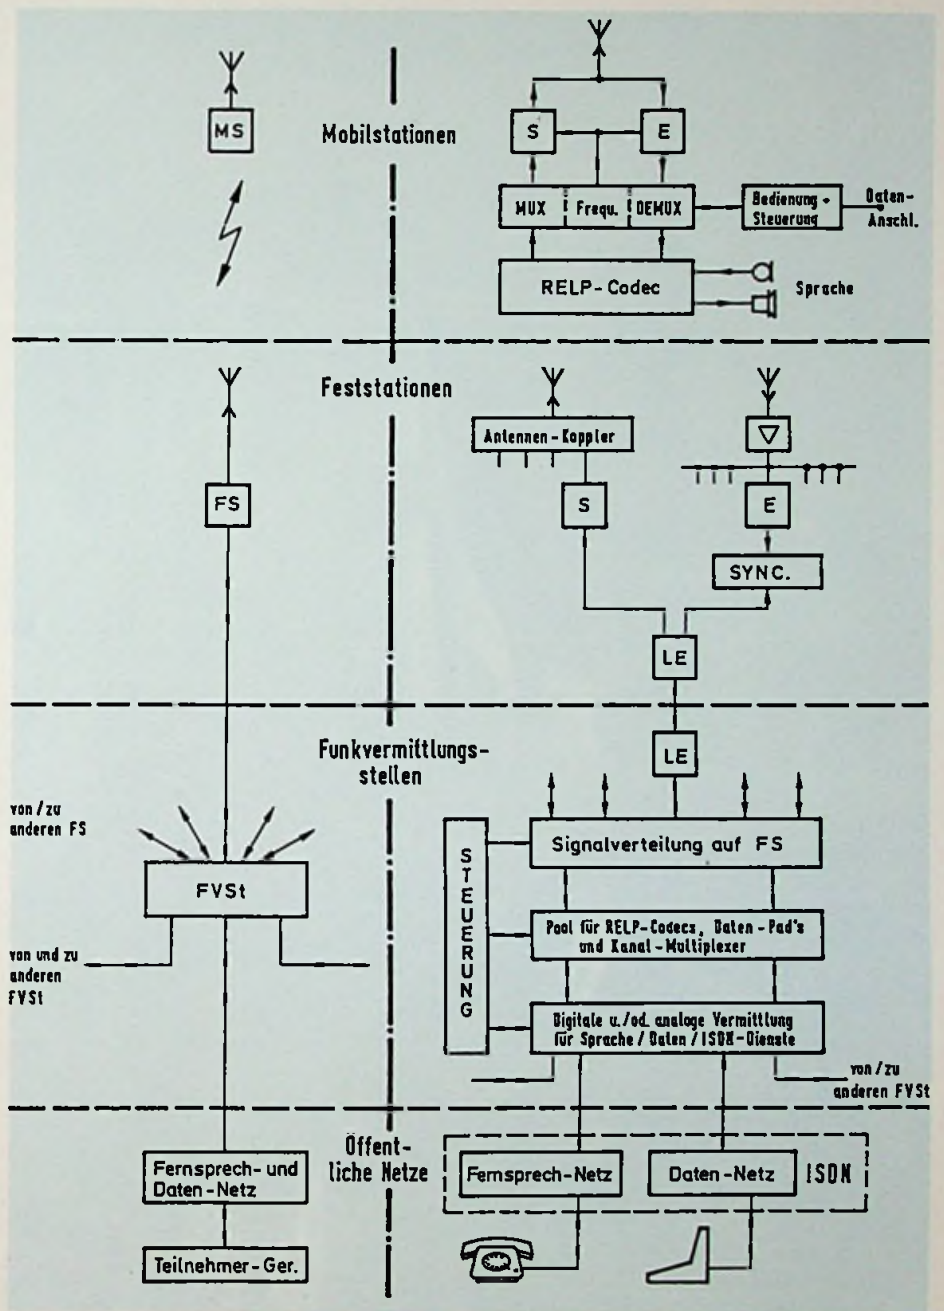 MS
Mobilstationen
S
E
MUX
Frequ.
DEMUX
Bedienung +
Steuerung
Daten-
Anschl.
RELP-Codec
Sprache
Feststationen
FS
Antennen-Koppler
S
E
SYNC.
LE
Funkvermittlungs-
stellen
LE
von/zu
anderen FS
FVSt
von und zu
anderen
FVSt
STEUERUNG
Signalverteilung auf FS
Pool für RELP-Codecs, Daten-Pad's
und Kanal-Multiplexer
Digitale u./od. analoge Vermittlung
für Sprache/Daten/ISDN-Dienste
von/zu
anderen FVSt
Öffent-
liche Netze
Fernsprech-und
Daten-Netz
Teilnehmer-Ger.
Fernsprech-Netz
Daten-Netz
ISDN